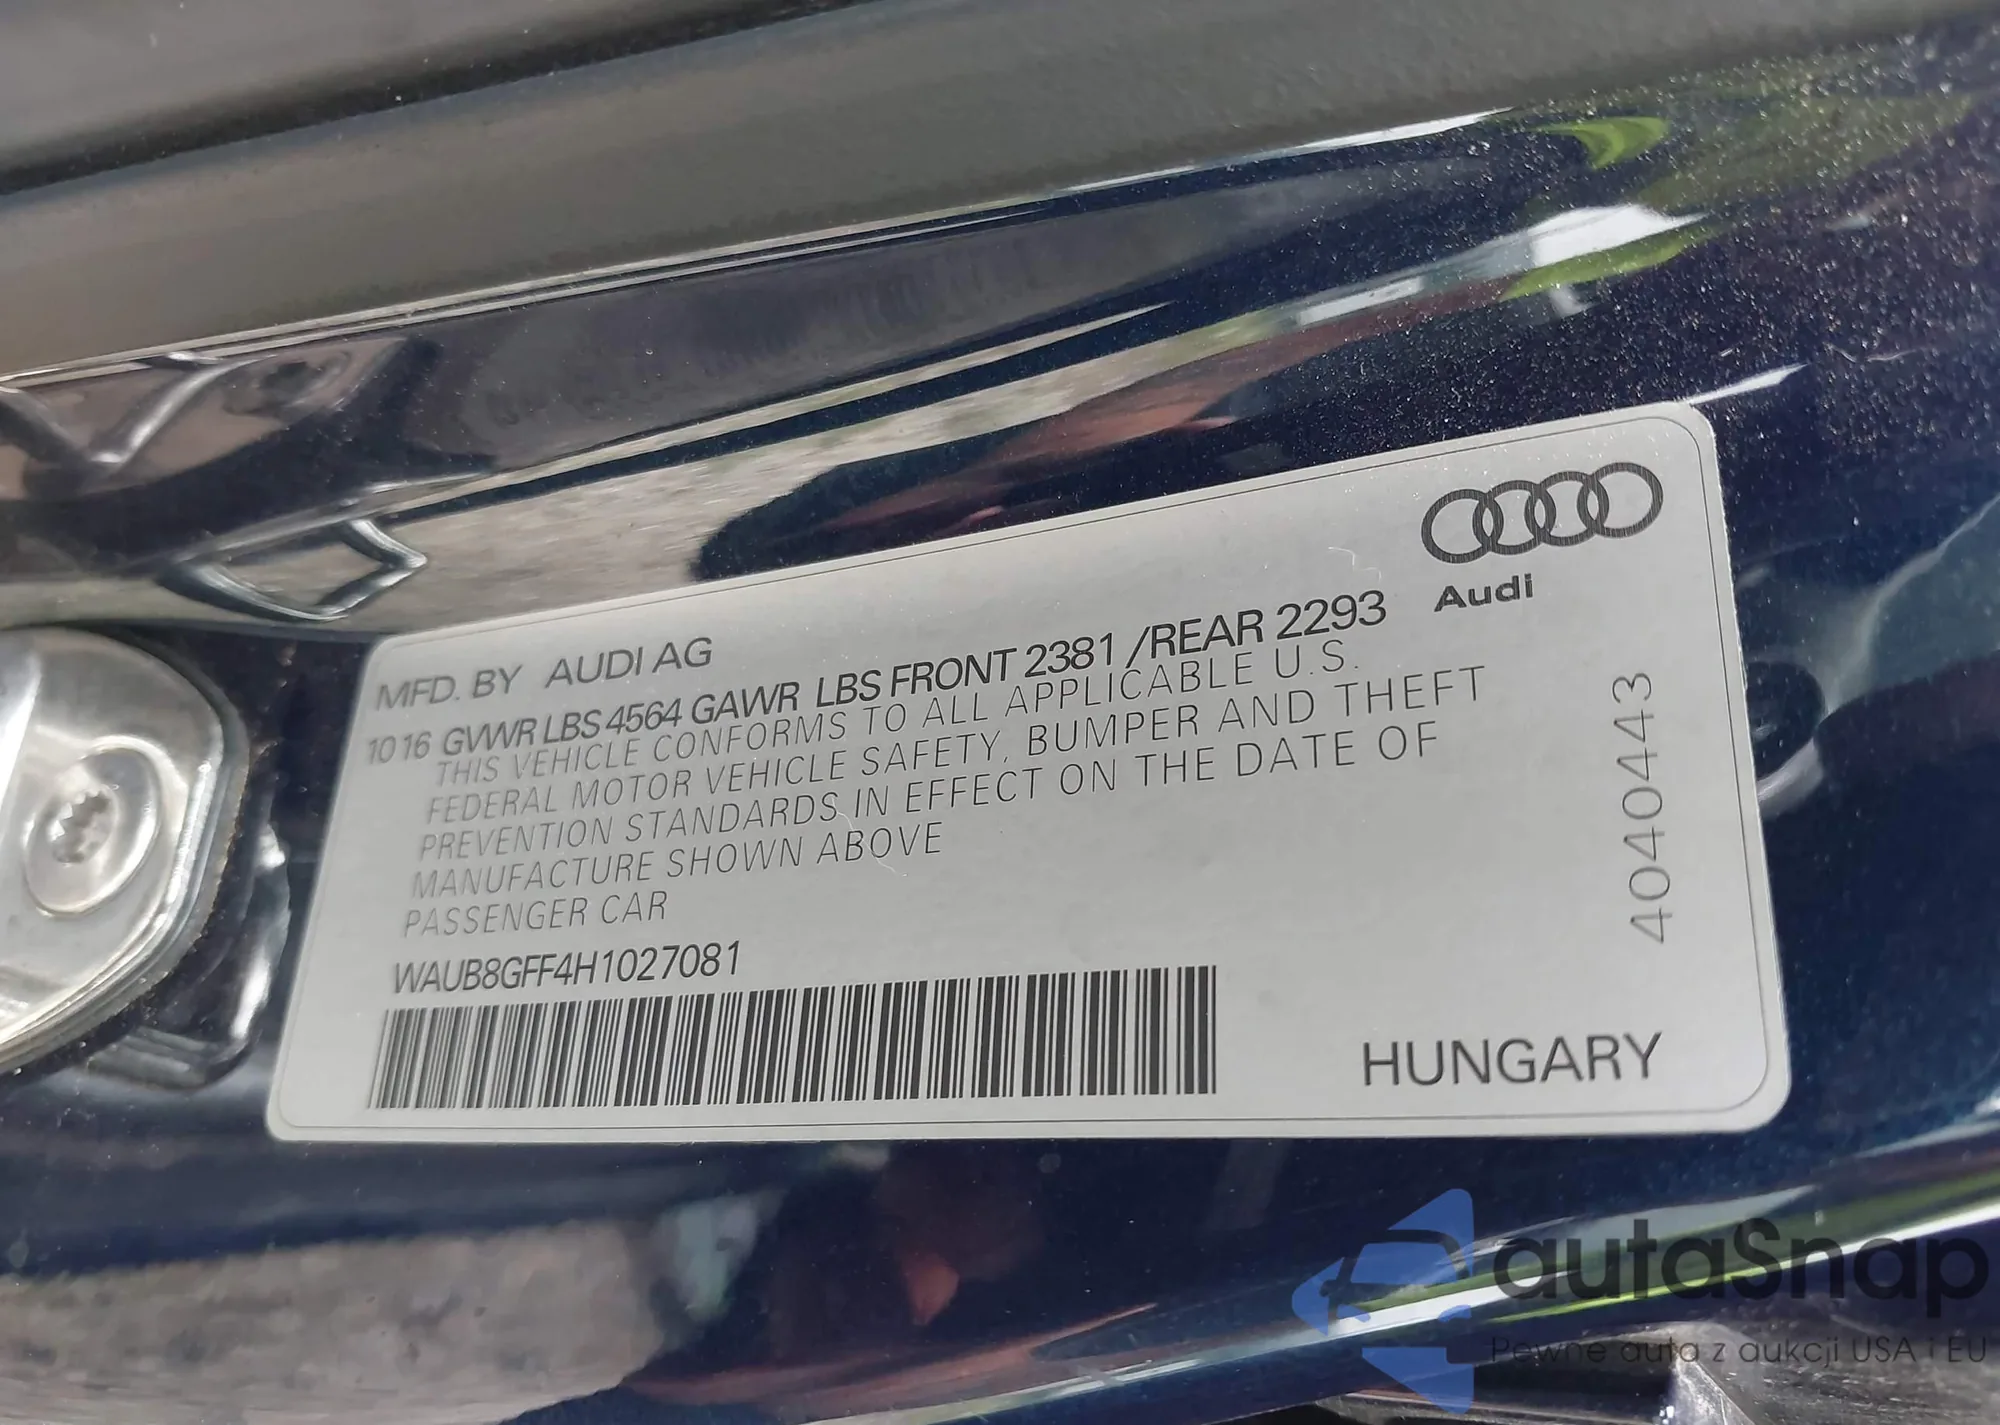 Audi
MFD. BY AUDI AG
10 16 GVWR LBS 4564 GAWR LBS FRONT 2381 /REAR 2293
THIS VEHICLE CONFORMS TO ALL APPLICABLE U.S.
FEDERAL MOTOR VEHICLE SAFETY, BUMPER AND THEFT
PREVENTION STANDARDS IN EFFECT ON THE DATE OF
MANUFACTURE SHOWN ABOVE
PASSENGER CAR
WAUB8GFF4H1027081
HUNGARY
4040443
autaSnap
Pewne auta z aukcji USA i EU